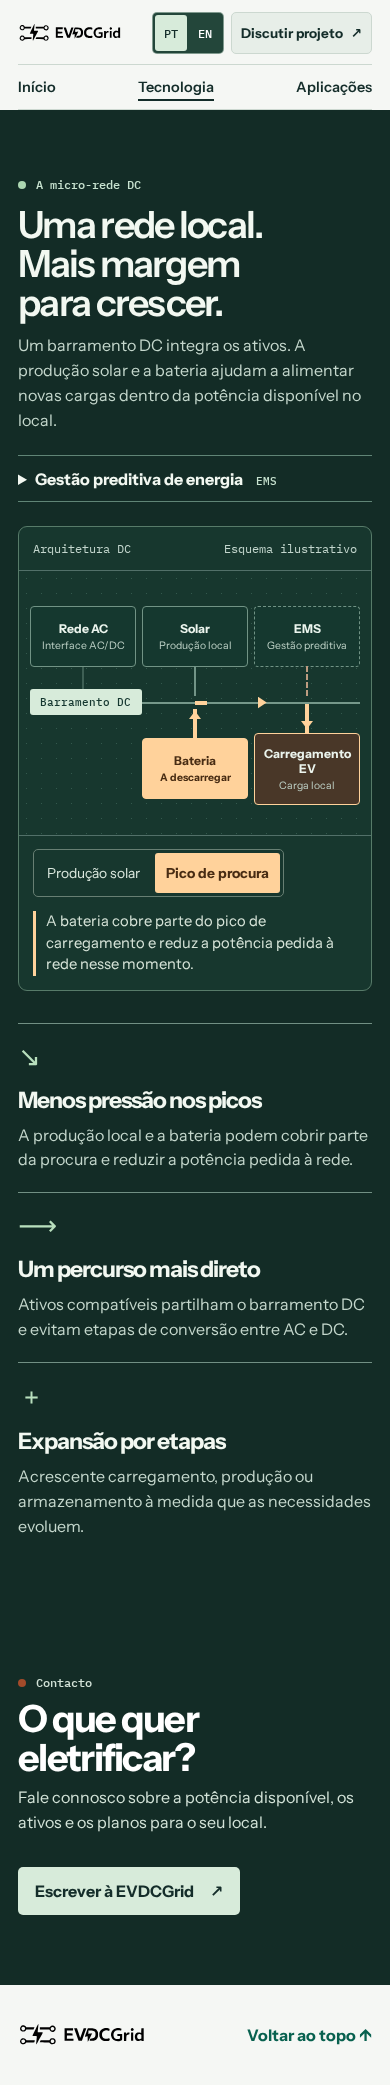 EVDCGrid
PT EN
Discutir projeto ↗
Início Tecnologia Aplicações
A micro-rede DC
Uma rede local.
Mais margem
para crescer.
Um barramento DC integra os ativos. A
produção solar e a bateria ajudam a alimentar
novas cargas dentro da potência disponível no
local.
Gestão preditiva de energia EMS
Arquitetura DC Esquema ilustrativo
Rede AC
Interface AC/DC
Solar
Produção local
EMS
Gestão preditiva
Barramento DC
Bateria
A descarregar
Carregamento
EV
Carga local
Produção solar Pico de procura
A bateria cobre parte do pico de
carregamento e reduz a potência pedida à
rede nesse momento.
Menos pressão nos picos
A produção local e a bateria podem cobrir parte
da procura e reduzir a potência pedida à rede.
Um percurso mais direto
Ativos compatíveis partilham o barramento DC
e evitam etapas de conversão entre AC e DC.
Expansão por etapas
Acrescente carregamento, produção ou
armazenamento à medida que as necessidades
evoluem.
Contacto
O que quer
eletrificar?
Fale connosco sobre a potência disponível, os
ativos e os planos para o seu local.
Escrever à EVDCGrid ↗
EVDCGrid
Voltar ao topo ↑